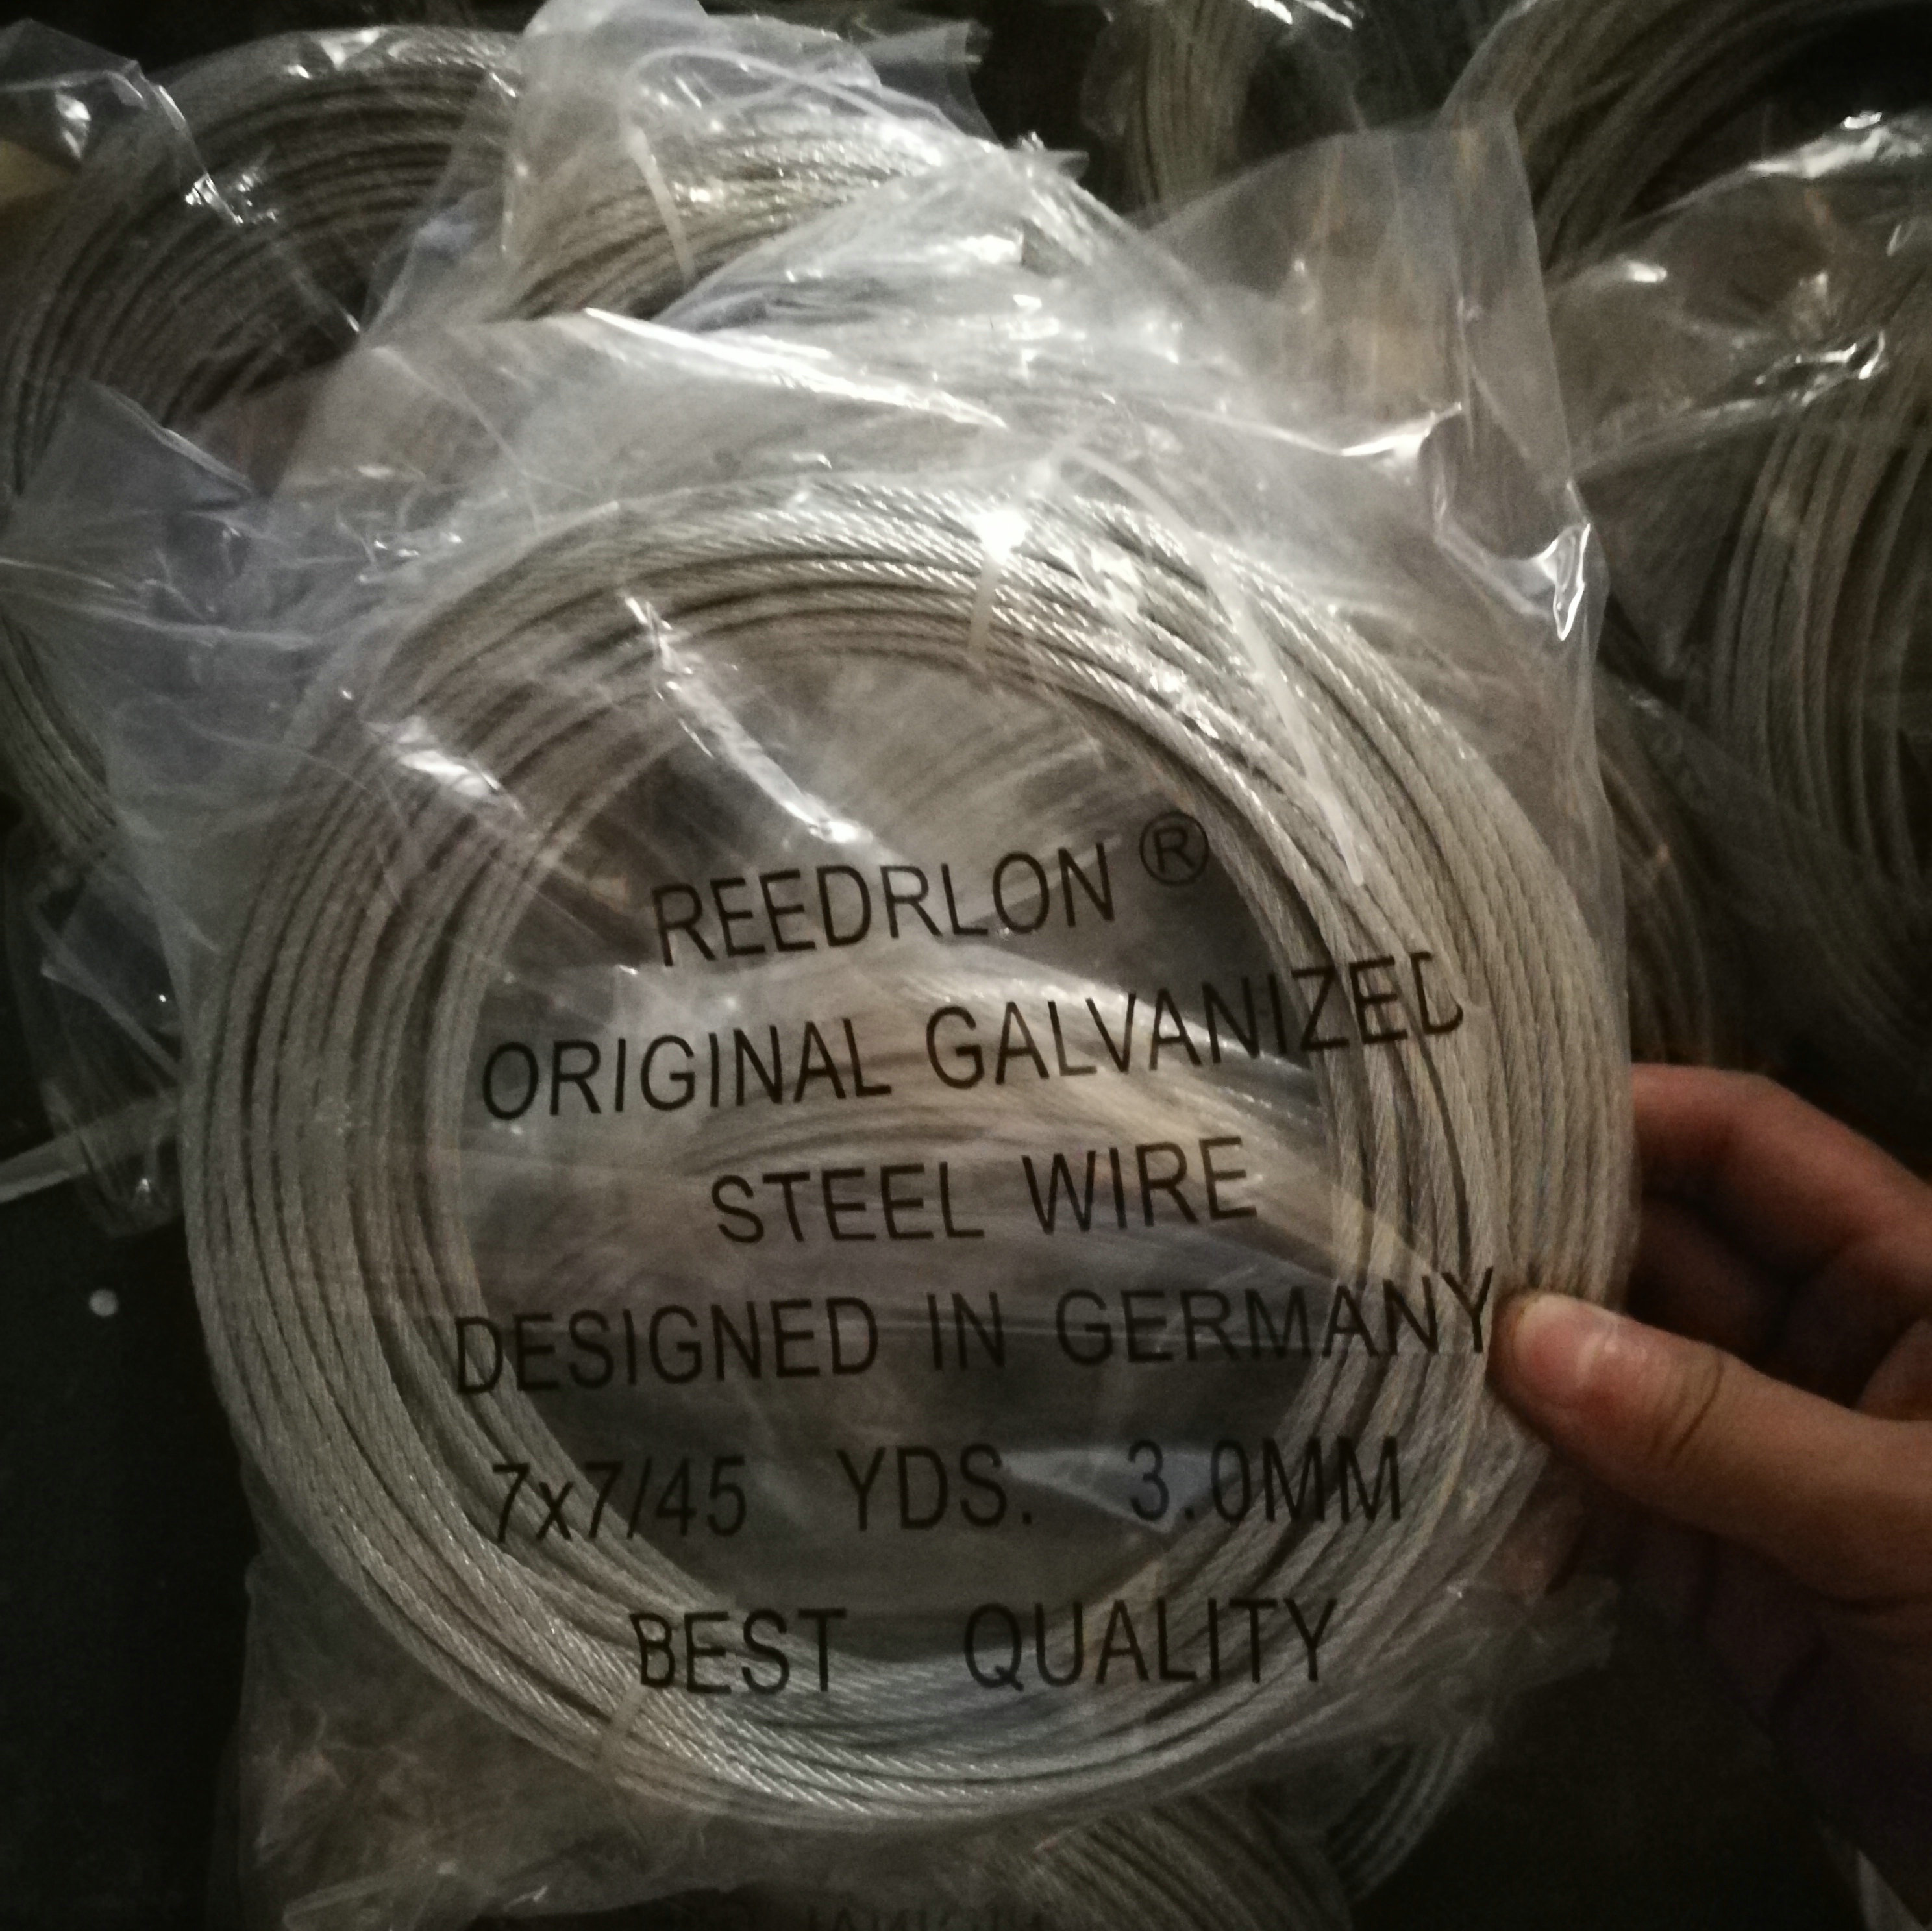 REEDRLON ®
ORIGINAL GALVANIZED
STEEL WIRE
DESIGNED IN GERMANY
7x7/45 YDS. 3.0MM
BEST QUALITY